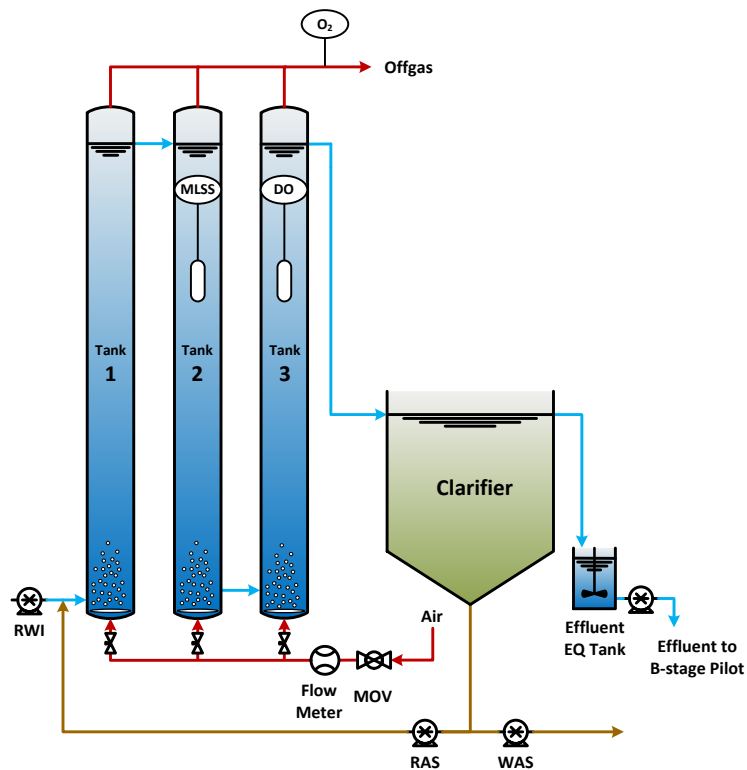 O₂
Offgas
MLSS
DO
Tank
1
Tank
2
Tank
3
Clarifier
RWI
Air
Flow
Meter
MOV
Effluent
EQ Tank
Effluent to
B-stage Pilot
RAS
WAS